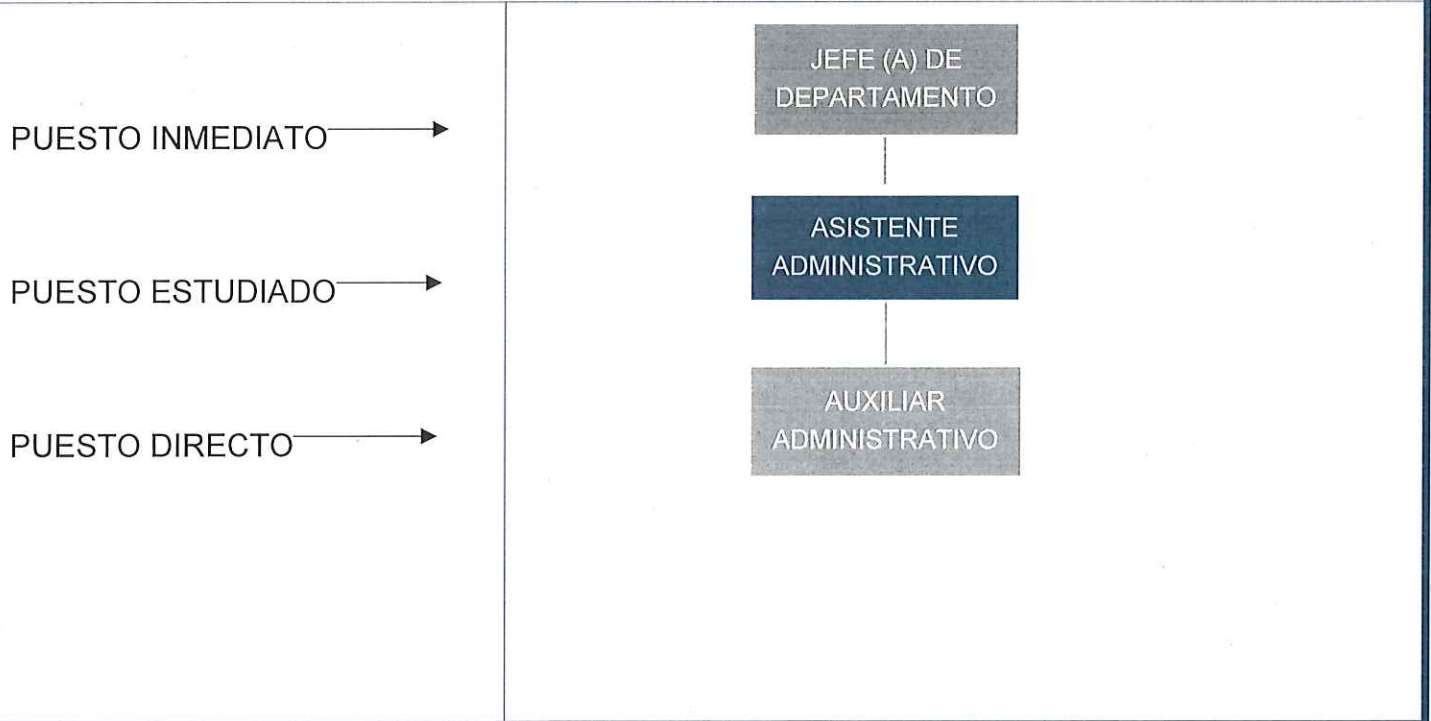 PUESTO INMEDIATO
JEFE (A) DE
DEPARTAMENTO
PUESTO ESTUDIADO
ASISTENTE
ADMINISTRATIVO
PUESTO DIRECTO
AUXILIAR
ADMINISTRATIVO